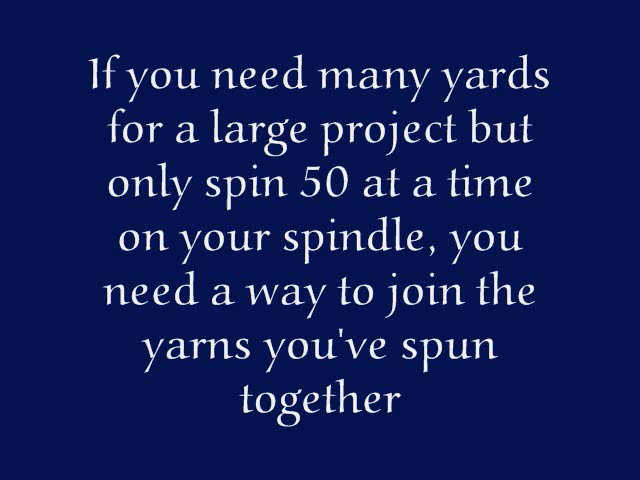 If you need many yards
for a large project but
only spin 50 at a time
on your spindle, you
need a way to join the
yarns you've spun
together